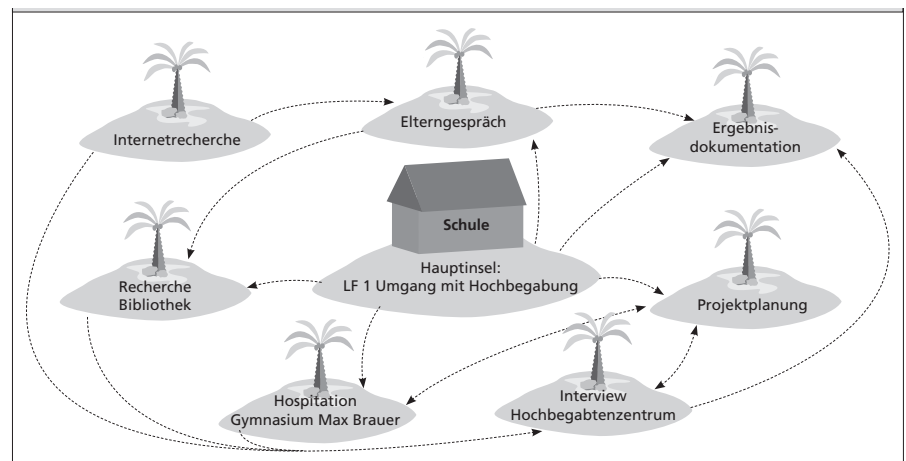 Internetrecherche
Elterngespräch
Ergebnis-
dokumentation
Schule
Hauptinsel:
LF 1 Umgang mit Hochbegabung
Recherche
Bibliothek
Projektplanung
Hospitation
Gymnasium Max Brauer
Interview
Hochbegabtenzentrum